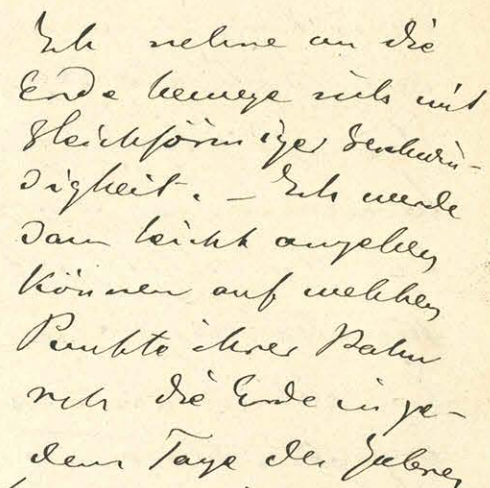 Ich nehme an die
Erde bewege sich mit
gleichförmiger Geschwin-
digkeit. – Ich werde
dann leicht angeben
können auf welchem
Punkte ihrer Bahn
sich die Erde in je-
dem Tage des Jahres